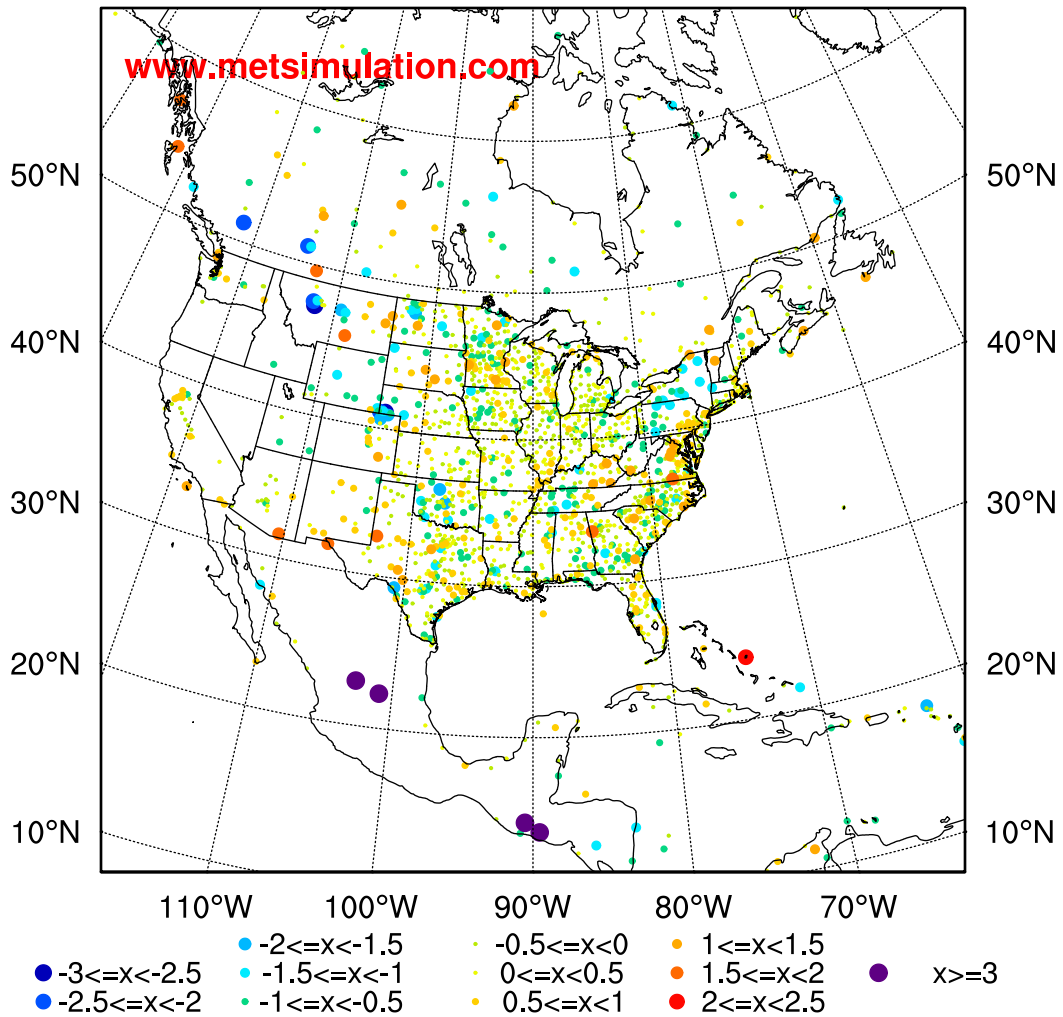 www.metsimulation.com
50°N 50°N
40°N 40°N
30°N 30°N
20°N 20°N
10°N 10°N
110°W 100°W 90°W 80°W 70°W
-2<=x<-1.5 -0.5<=x<0 1<=x<1.5
-3<=x<-2.5 -1.5<=x<-1 0<=x<0.5 1.5<=x<2 x>=3
-2.5<=x<-2 -1<=x<-0.5 0.5<=x<1 2<=x<2.5